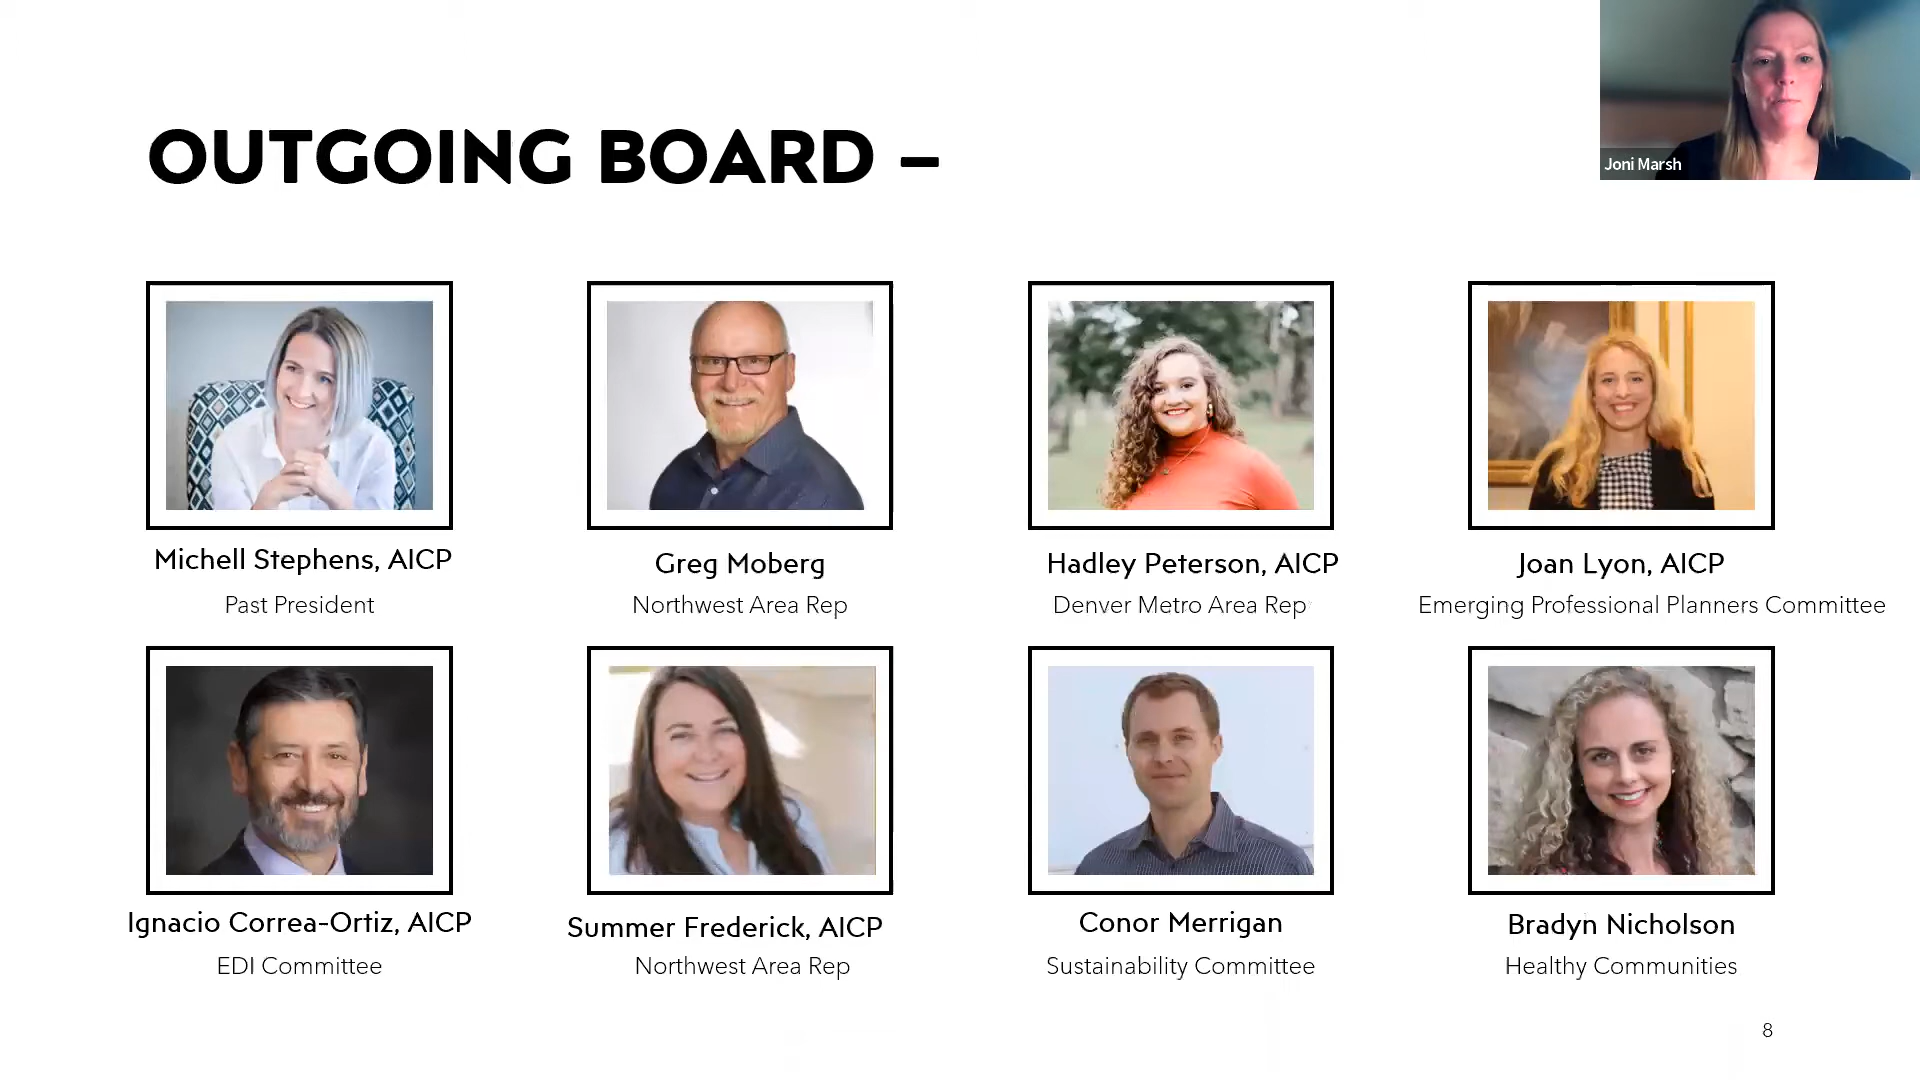 Joni Marsh
OUTGOING BOARD –
Michell Stephens, AICP
Past President
Greg Moberg
Northwest Area Rep
Hadley Peterson, AICP
Denver Metro Area Rep
Joan Lyon, AICP
Emerging Professional Planners Committee
Ignacio Correa-Ortiz, AICP
EDI Committee
Summer Frederick, AICP
Northwest Area Rep
Conor Merrigan
Sustainability Committee
Bradyn Nicholson
Healthy Communities
8